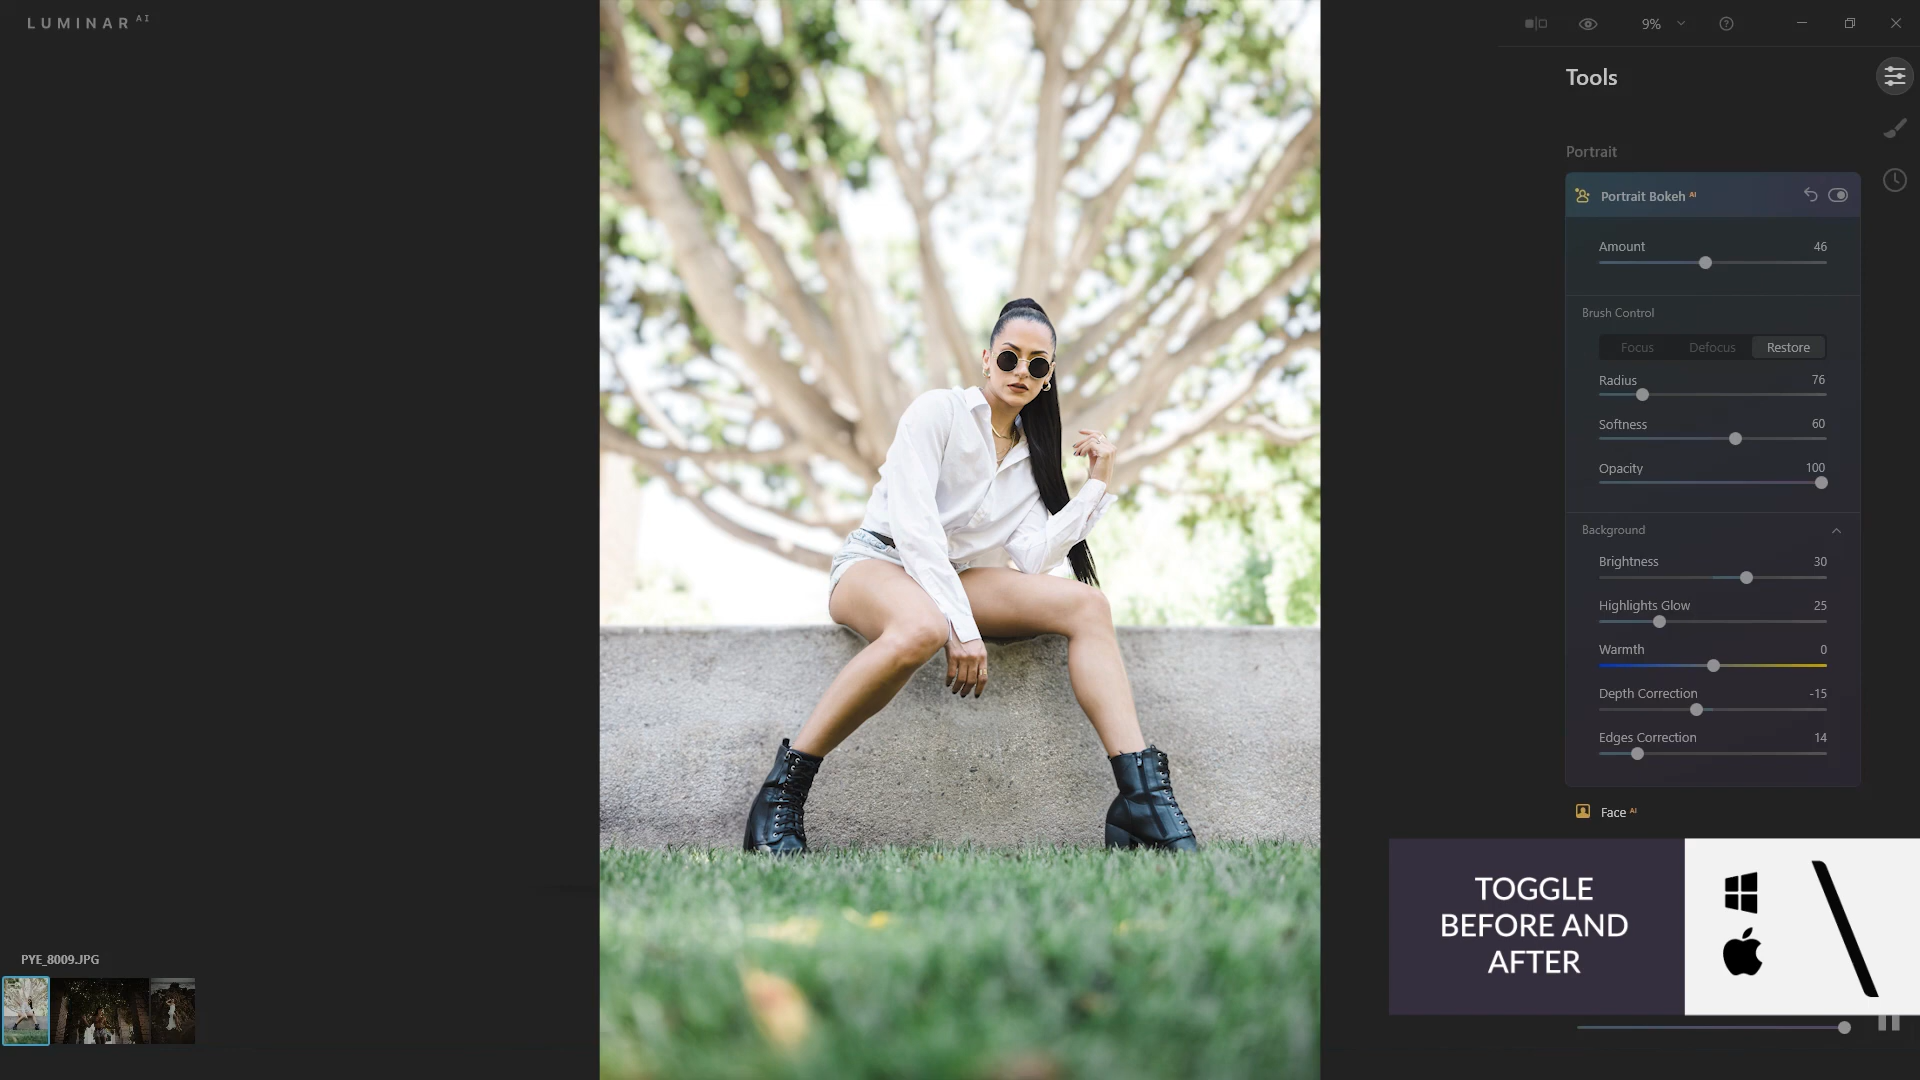 LUMINAR AI
9%
Tools
Portrait
Portrait Bokeh AI
Amount 46
Brush Control
Focus Defocus Restore
Radius 76
Softness 60
Opacity 100
Background
Brightness 30
Highlights Glow 25
Warmth 0
Depth Correction -15
Edges Correction 14
Face AI
TOGGLE
BEFORE AND
AFTER
\
PYE_8009.JPG